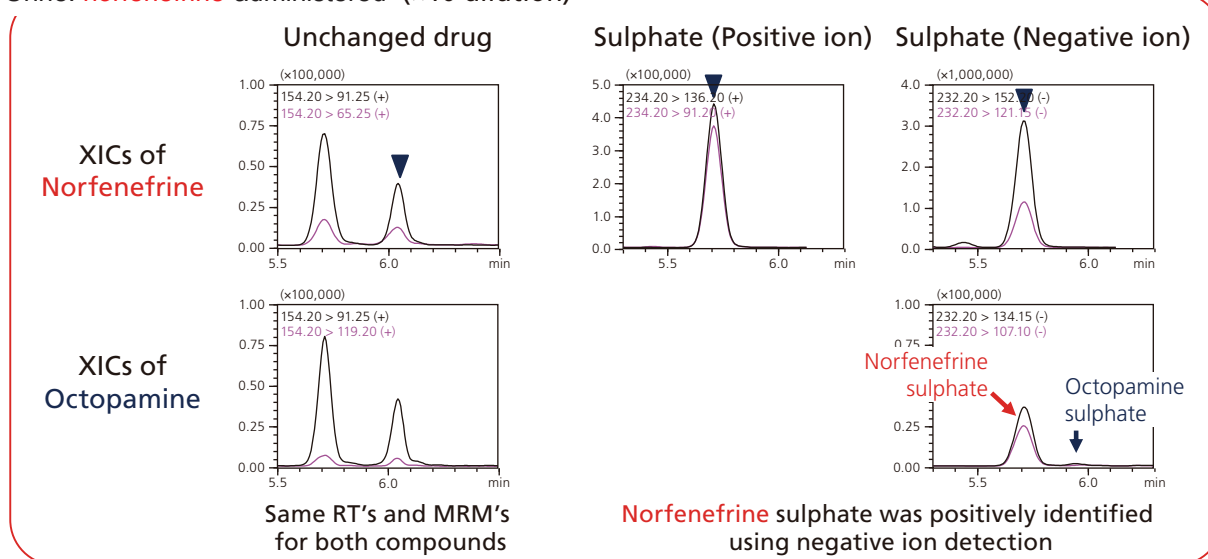 Unchanged drug
Sulphate (Positive ion)
Sulphate (Negative ion)
XICs of
Norfenefrine
(×100,000)
1.00
0.75
0.50
0.25
0.00
154.20 > 91.25 (+)
154.20 > 65.25 (+)
5.5
6.0
min
(×100,000)
5.0
4.0
3.0
2.0
1.0
0.0
234.20 > 136.20 (+)
234.20 > 91.20 (+)
5.5
6.0
min
(×1,000,000)
4.0
3.0
2.0
1.0
0.0
232.20 > 121.15 (-)
5.5
6.0
min
XICs of
Octopamine
(×100,000)
1.00
0.75
0.50
0.25
0.00
154.20 > 91.25 (+)
154.20 > 119.20 (+)
5.5
6.0
min
(×100,000)
1.00
0.75
0.25
0.00
232.20 > 134.15 (-)
232.20 > 107.10 (-)
Norfenefrine
sulphate
Octopamine
sulphate
5.5
6.0
min
Same RT's and MRM's
for both compounds
Norfenefrine sulphate was positively identified
using negative ion detection